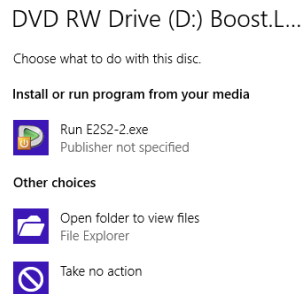 DVD RW Drive (D:) Boost.L...
Choose what to do with this disc.
Install or run program from your media
Run E2S2-2.exe
Publisher not specified
Other choices
Open folder to view files
File Explorer
Take no action